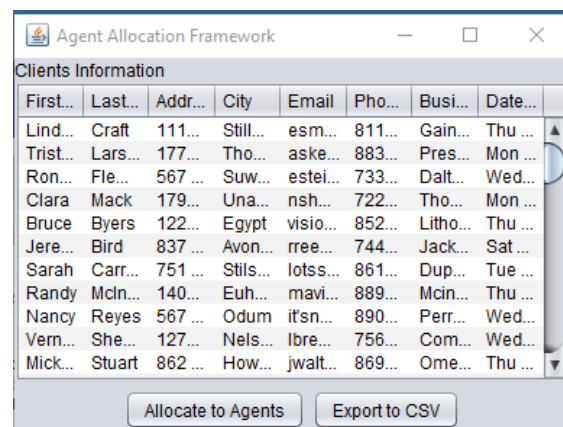 Agent Allocation Framework
Clients Information
First... Last... Addr... City Email Pho... Busi... Date...
Lind... Craft 111... Still... esm... 811... Gain... Thu ...
Trist... Lars... 177... Tho... aske... 883... Pres... Mon ...
Ron... Fle... 567 ... Suw... estei... 733... Dalt... Wed...
Clara Mack 179... Una... nsh... 722... Tho... Mon ...
Bruce Byers 122... Egypt visio... 852... Litho... Thu ...
Jere... Bird 837 ... Avon... rree... 744... Jack... Sat ...
Sarah Carr... 751 ... Stils... lotss... 861... Dup... Tue ...
Randy McIn... 140... Euh... mavi... 889... Mcin... Thu ...
Nancy Reyes 567 ... Odum it'sn... 890... Perr... Wed...
Vern... She... 127... Nels... lbre... 756... Com... Wed...
Mick... Stuart 862 ... How... jwalt... 869... Ome... Thu ...
Allocate to Agents Export to CSV